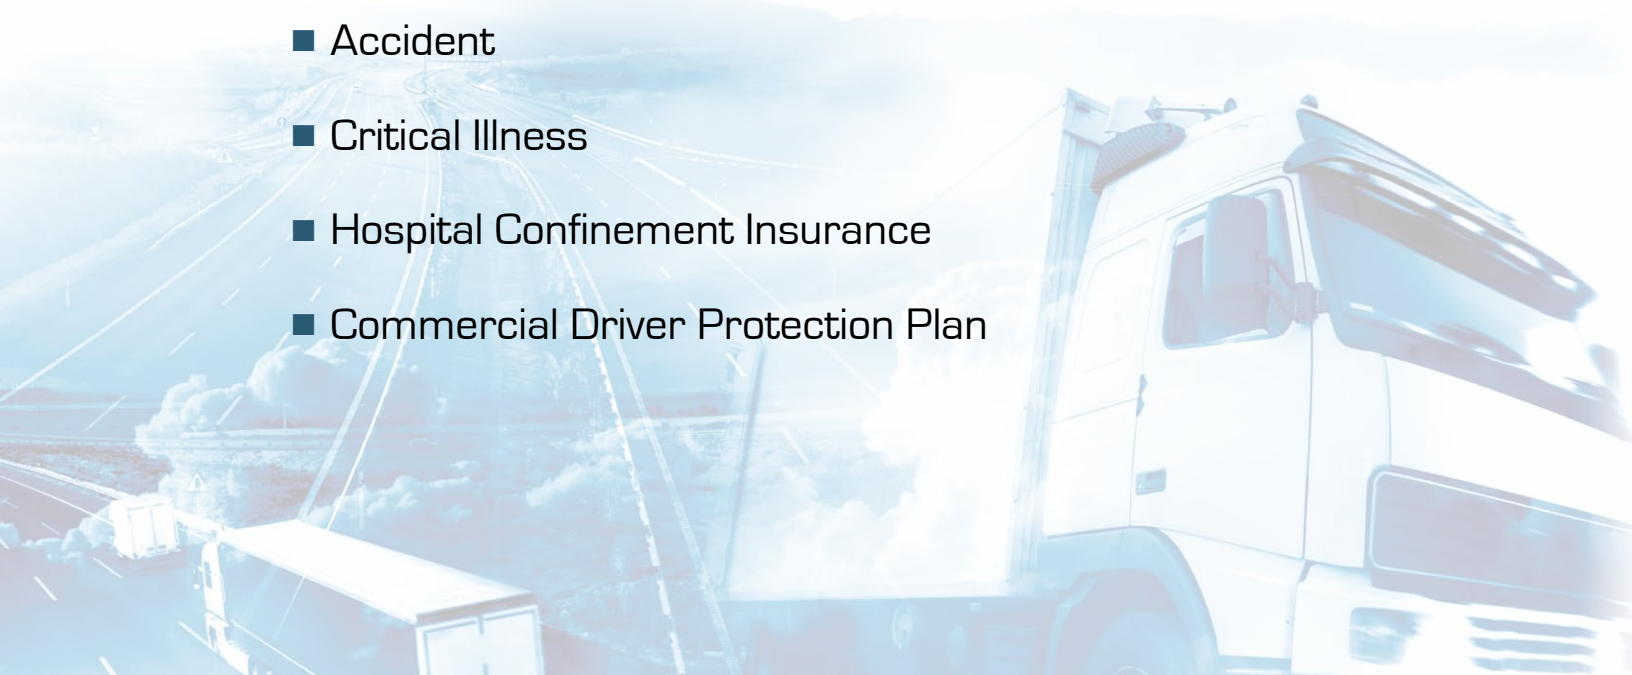 Accident
Critical Illness
Hospital Confinement Insurance
Commercial Driver Protection Plan